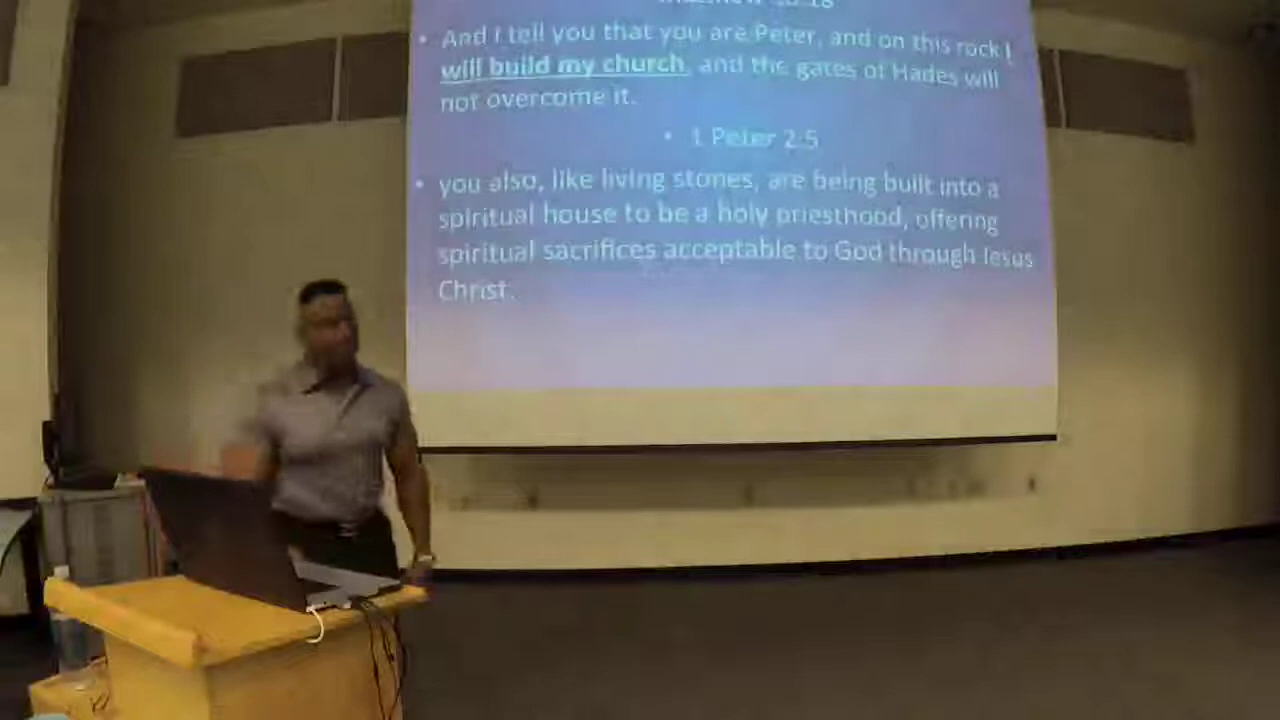 • And I tell you that you are Peter, and on this rock I
will build my church, and the gates of Hades will
not overcome it.
• 1 Peter 2:5
• you also, like living stones, are being built into a
spiritual house to be a holy priesthood, offering
spiritual sacrifices acceptable to God through Jesus
Christ.